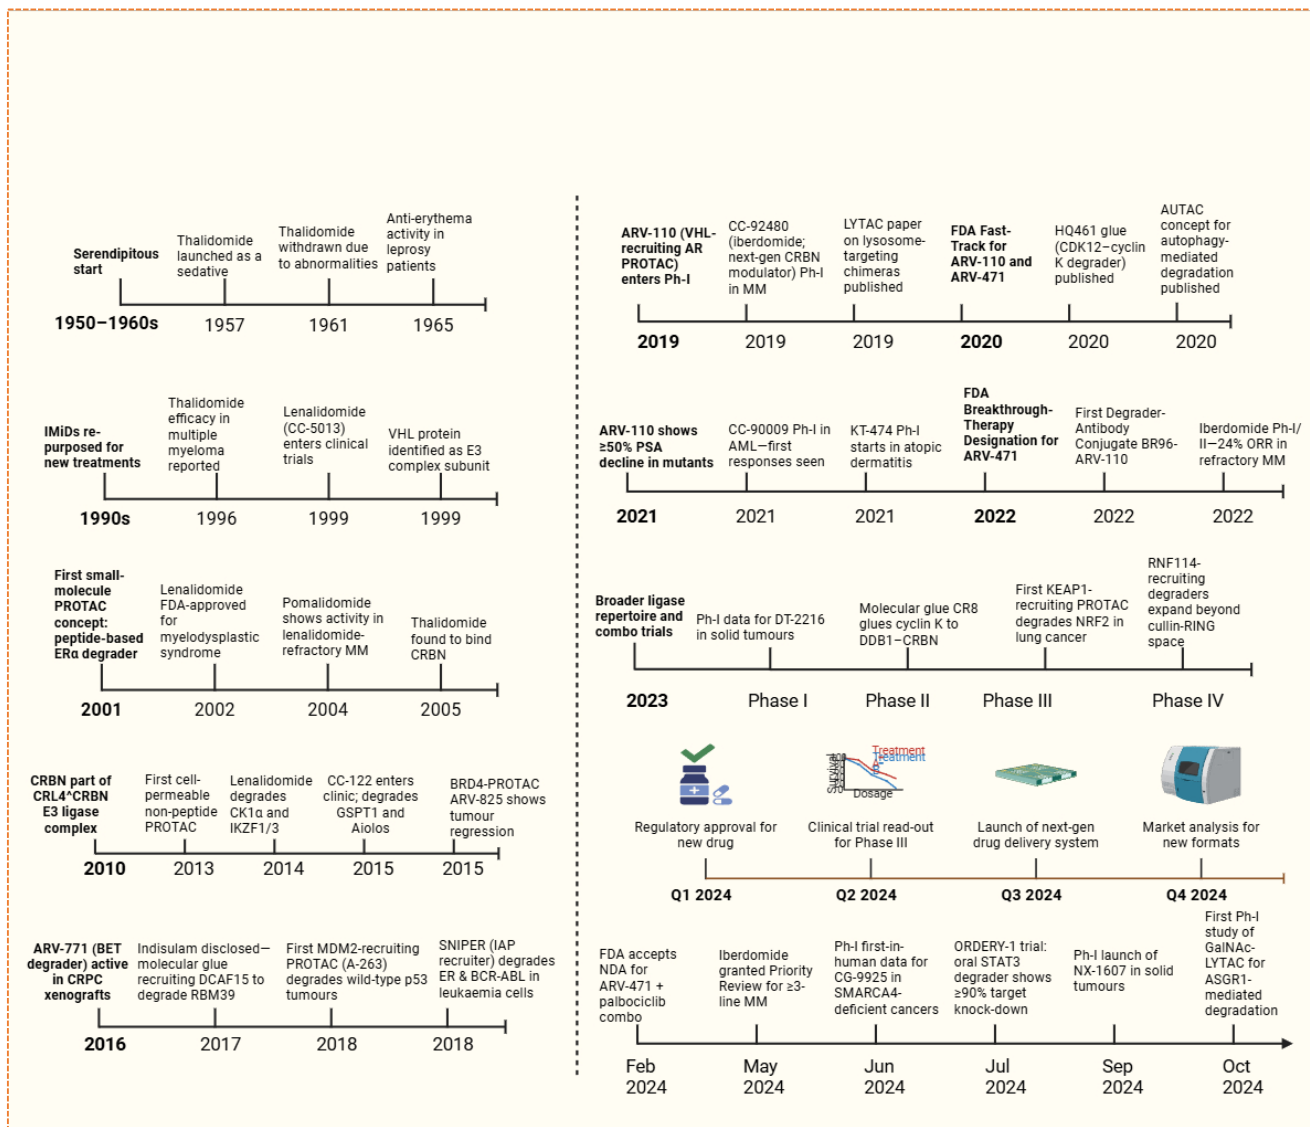 Serendipitous
start
Thalidomide
launched as a
sedative
Thalidomide
withdrawn due
to abnormalities
Anti-erythema
activity in
leprosy
patients
1950–1960s
1957
1961
1965
IMiDs re-
purposed for
new treatments
Thalidomide
efficacy in
multiple
myeloma
reported
Lenalidomide
(CC-5013)
enters clinical
trials
VHL protein
identified as E3
complex subunit
1990s
1996
1999
1999
First small-
molecule
PROTAC
concept:
peptide-based
ERα degrader
Lenalidomide
FDA-approved
for
myelodysplastic
syndrome
Pomalidomide
shows activity in
lenalidomide-
refractory MM
Thalidomide
found to bind
CRBN
2001
2002
2004
2005
CRBN part of
CRL4^CRBN
E3 ligase
complex
First cell-
permeable
non-peptide
PROTAC
Lenalidomide
degrades
CK1α and
IKZF1/3
CC-122 enters
clinic; degrades
GSPT1 and
Aiolos
BRD4-PROTAC
ARV-825 shows
tumour
regression
2010
2013
2014
2015
2015
ARV-771 (BET
degrader) active
in CRPC
xenografts
Indisulam disclosed—
molecular glue
recruiting DCAF15 to
degrade RBM39
First MDM2-recruiting
PROTAC (A-263)
degrades wild-type p53
tumours
SNIPER (IAP
recruiter) degrades
ER & BCR-ABL in
leukaemia cells
2016
2017
2018
2018
ARV-110 (VHL-
recruiting AR
PROTAC)
enters Ph-I
CC-92480
(iberdomide;
next-gen CRBN
modulator) Ph-I
in MM
LYTAC paper
on lysosome-
targeting
chimeras
published
FDA Fast-
Track for
ARV-110 and
ARV-471
HQ461 glue
(CDK12–cyclin
K degrader)
published
AUTAC
concept for
autophagy-
mediated
degradation
published
2019
2019
2019
2020
2020
2020
ARV-110 shows
≥50% PSA
decline in mutants
CC-90009 Ph-I in
AML—first
responses seen
KT-474 Ph-I
starts in atopic
dermatitis
FDA
Breakthrough-
Therapy
Designation for
ARV-471
First Degrader-
Antibody
Conjugate BR96-
ARV-110
Iberdomide Ph-I/
II—24% ORR in
refractory MM
2021
2021
2021
2022
2022
2022
Broader ligase
repertoire and
combo trials
Ph-I data for DT-2216
in solid tumours
Molecular glue CR8
glues cyclin K to
DDB1–CRBN
First KEAP1-
recruiting PROTAC
degrades NRF2 in
lung cancer
RNF114-
recruiting
degraders
expand beyond
cullin-RING
space
2023
Phase I
Phase II
Phase III
Phase IV
Treatment
Treatment
Dosage
Regulatory approval for
new drug
Clinical trial read-out
for Phase III
Launch of next-gen
drug delivery system
Market analysis for
new formats
Q1 2024
Q2 2024
Q3 2024
Q4 2024
FDA accepts
NDA for
ARV-471 +
palbociclib
combo
Iberdomide
granted Priority
Review for ≥3-
line MM
Ph-I first-in-
human data for
CG-9925 in
SMARCA4-
deficient cancers
ORDERY-1 trial:
oral STAT3
degrader shows
≥90% target
knock-down
Ph-I launch of
NX-1607 in solid
tumours
First Ph-I
study of
GalNAc-
LYTAC for
ASGR1-
mediated
degradation
Feb
2024
May
2024
Jun
2024
Jul
2024
Sep
2024
Oct
2024